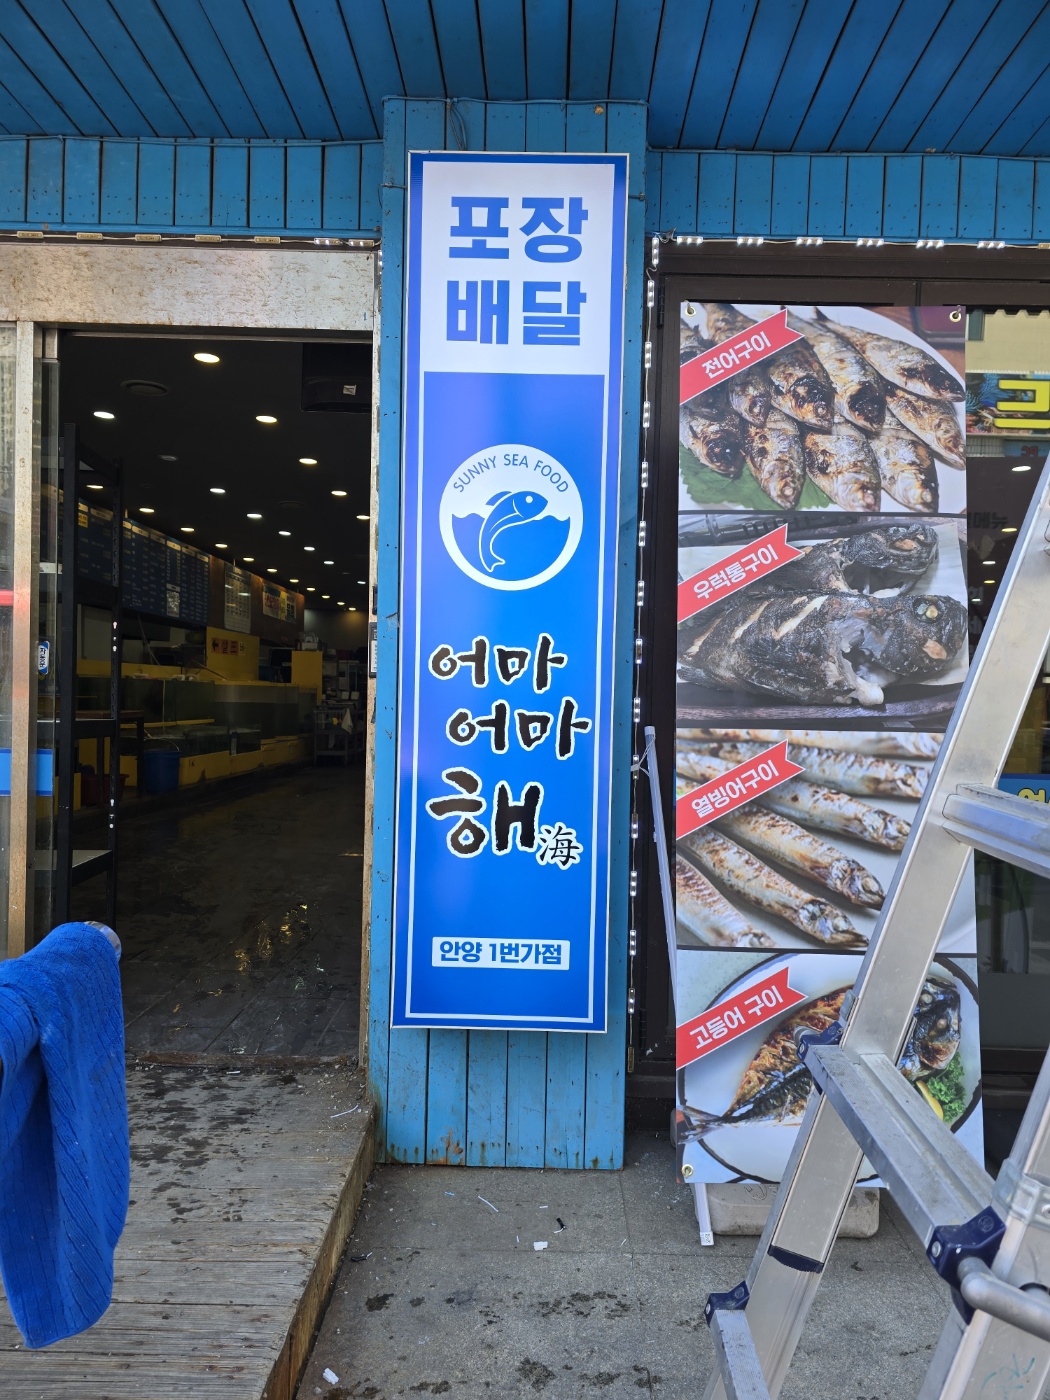 포장
배달
SUNNY SEA FOOD
어마
어마
해海
안양 1번가점
전어구이
우럭통구이
열빙어구이
고등어 구이